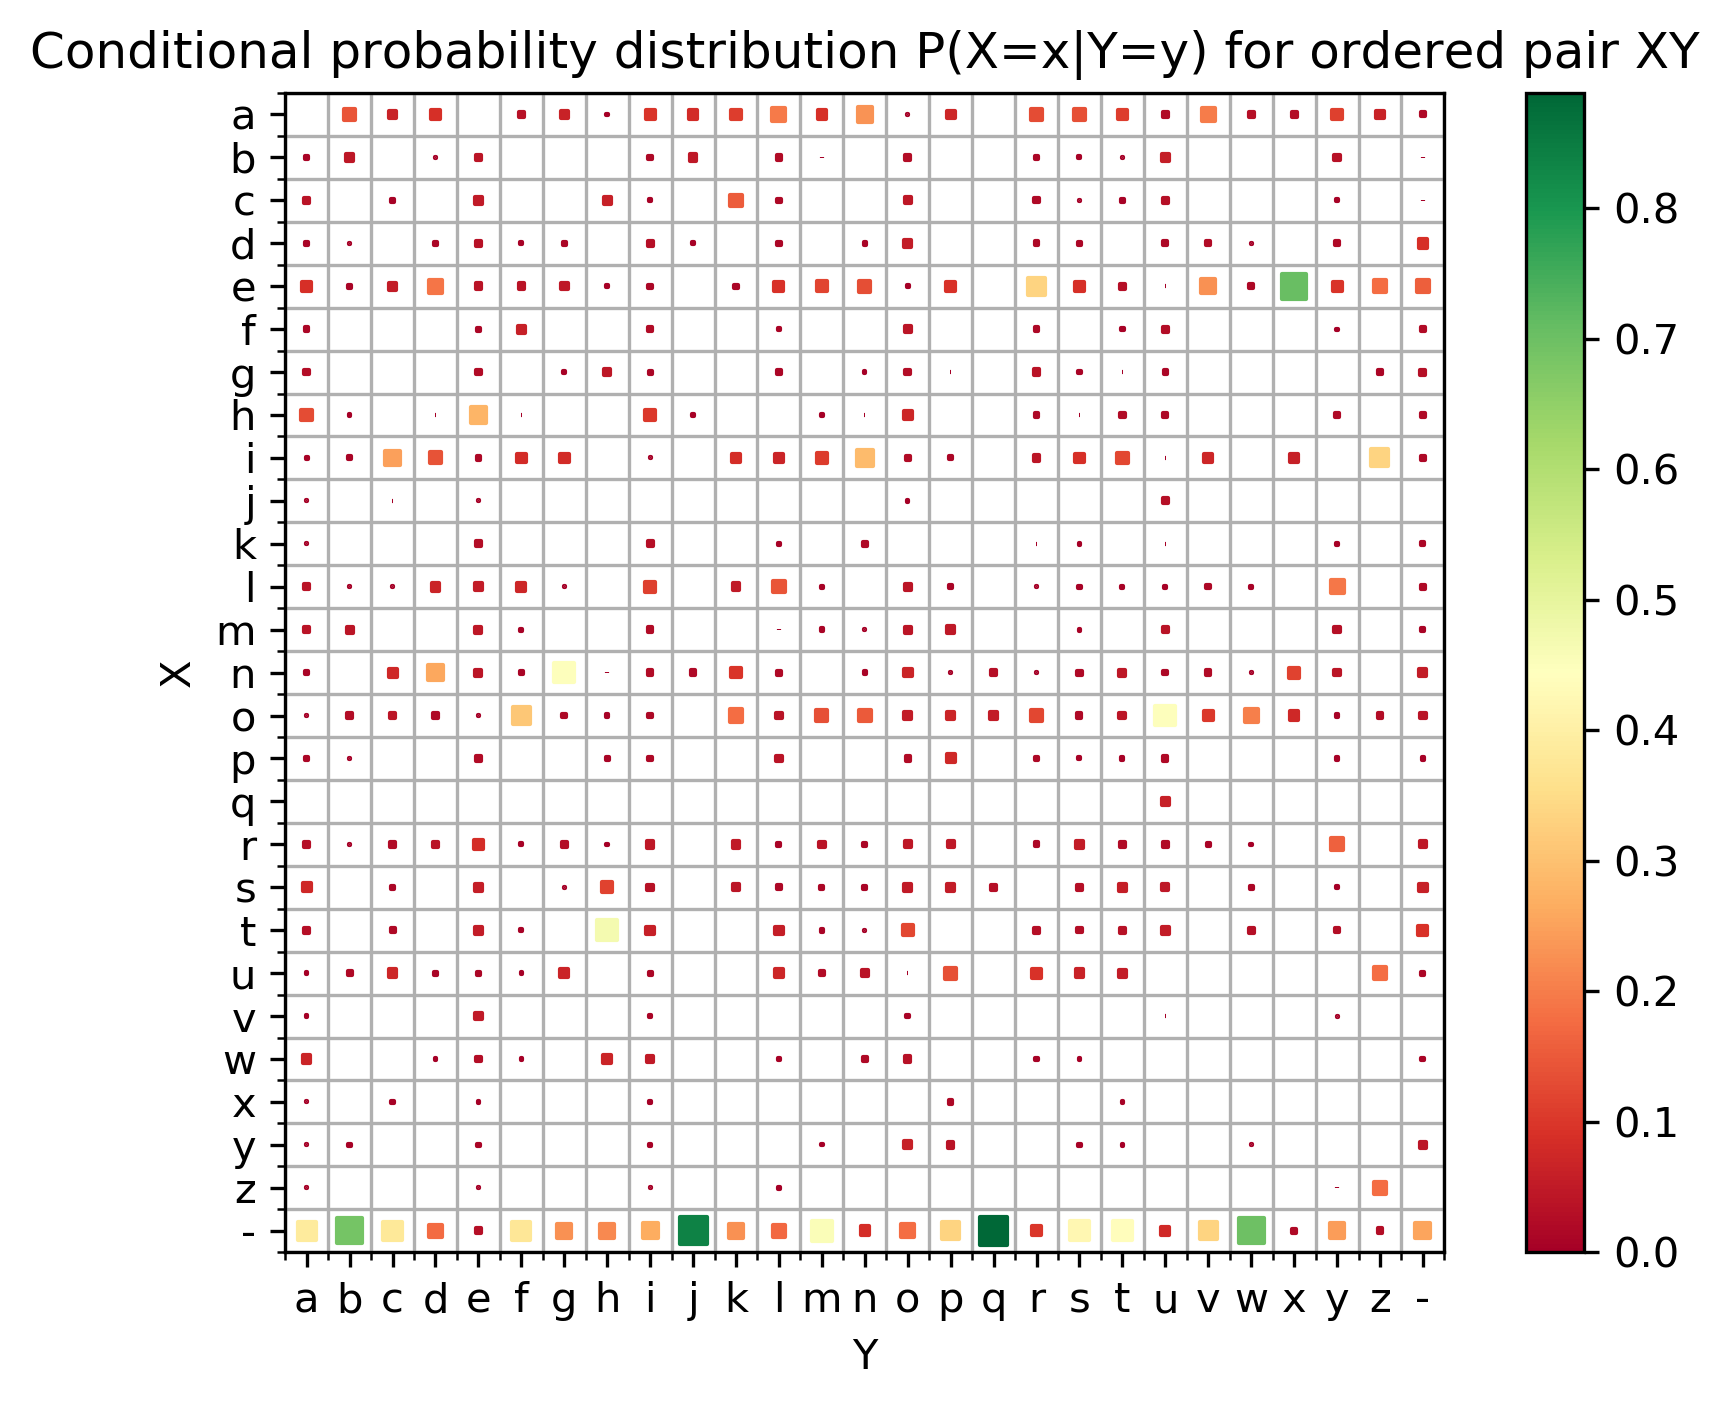 Conditional probability distribution P(X=x|Y=y) for ordered pair XY
a
b
c
d
e
f
g
h
i
j
k
l
m
n
o
p
q
r
s
t
u
v
w
x
y
z
-
X
a b c d e f g h i j k l m n o p q r s t u v w x y z -
Y
0.8
0.7
0.6
0.5
0.4
0.3
0.2
0.1
0.0